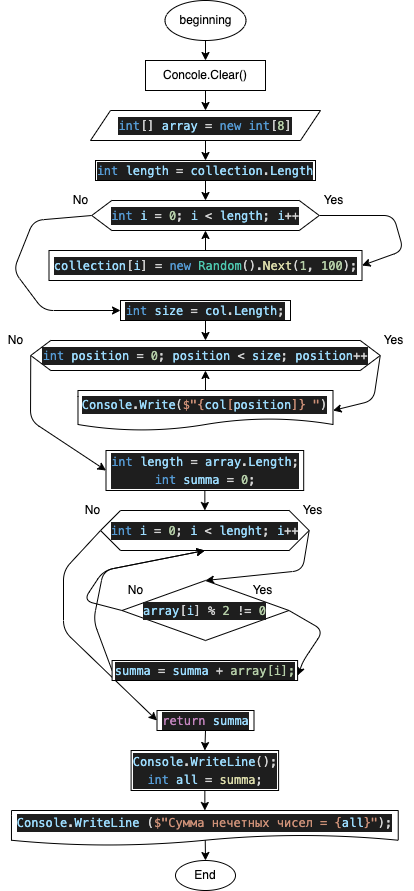 beginning
Concole.Clear()
int[] array = new int[8]
int length = collection.Length
No
Yes
int i = 0; i < length; i++
collection[i] = new Random().Next(1, 100);
int size = col.Length;
No
Yes
int position = 0; position < size; position++
Console.Write($"{col[position]} ")
int length = array.Length;
int summa = 0;
No
Yes
int i = 0; i < lenght; i++
No
Yes
array[i] % 2 != 0
summa = summa + array[i];
return summa
Console.WriteLine();
int all = summa;
Console.WriteLine ($"Сумма нечетных чисел = {all}");
End